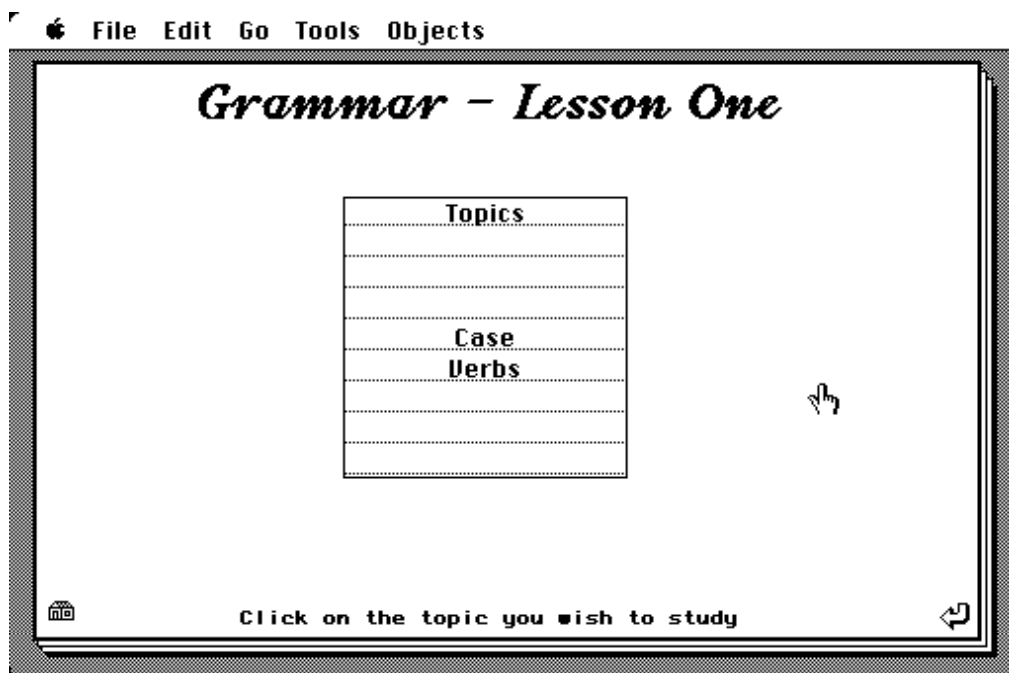 File Edit Go Tools Objects
Grammar – Lesson One
Topics
Case
Verbs
Click on the topic you wish to study